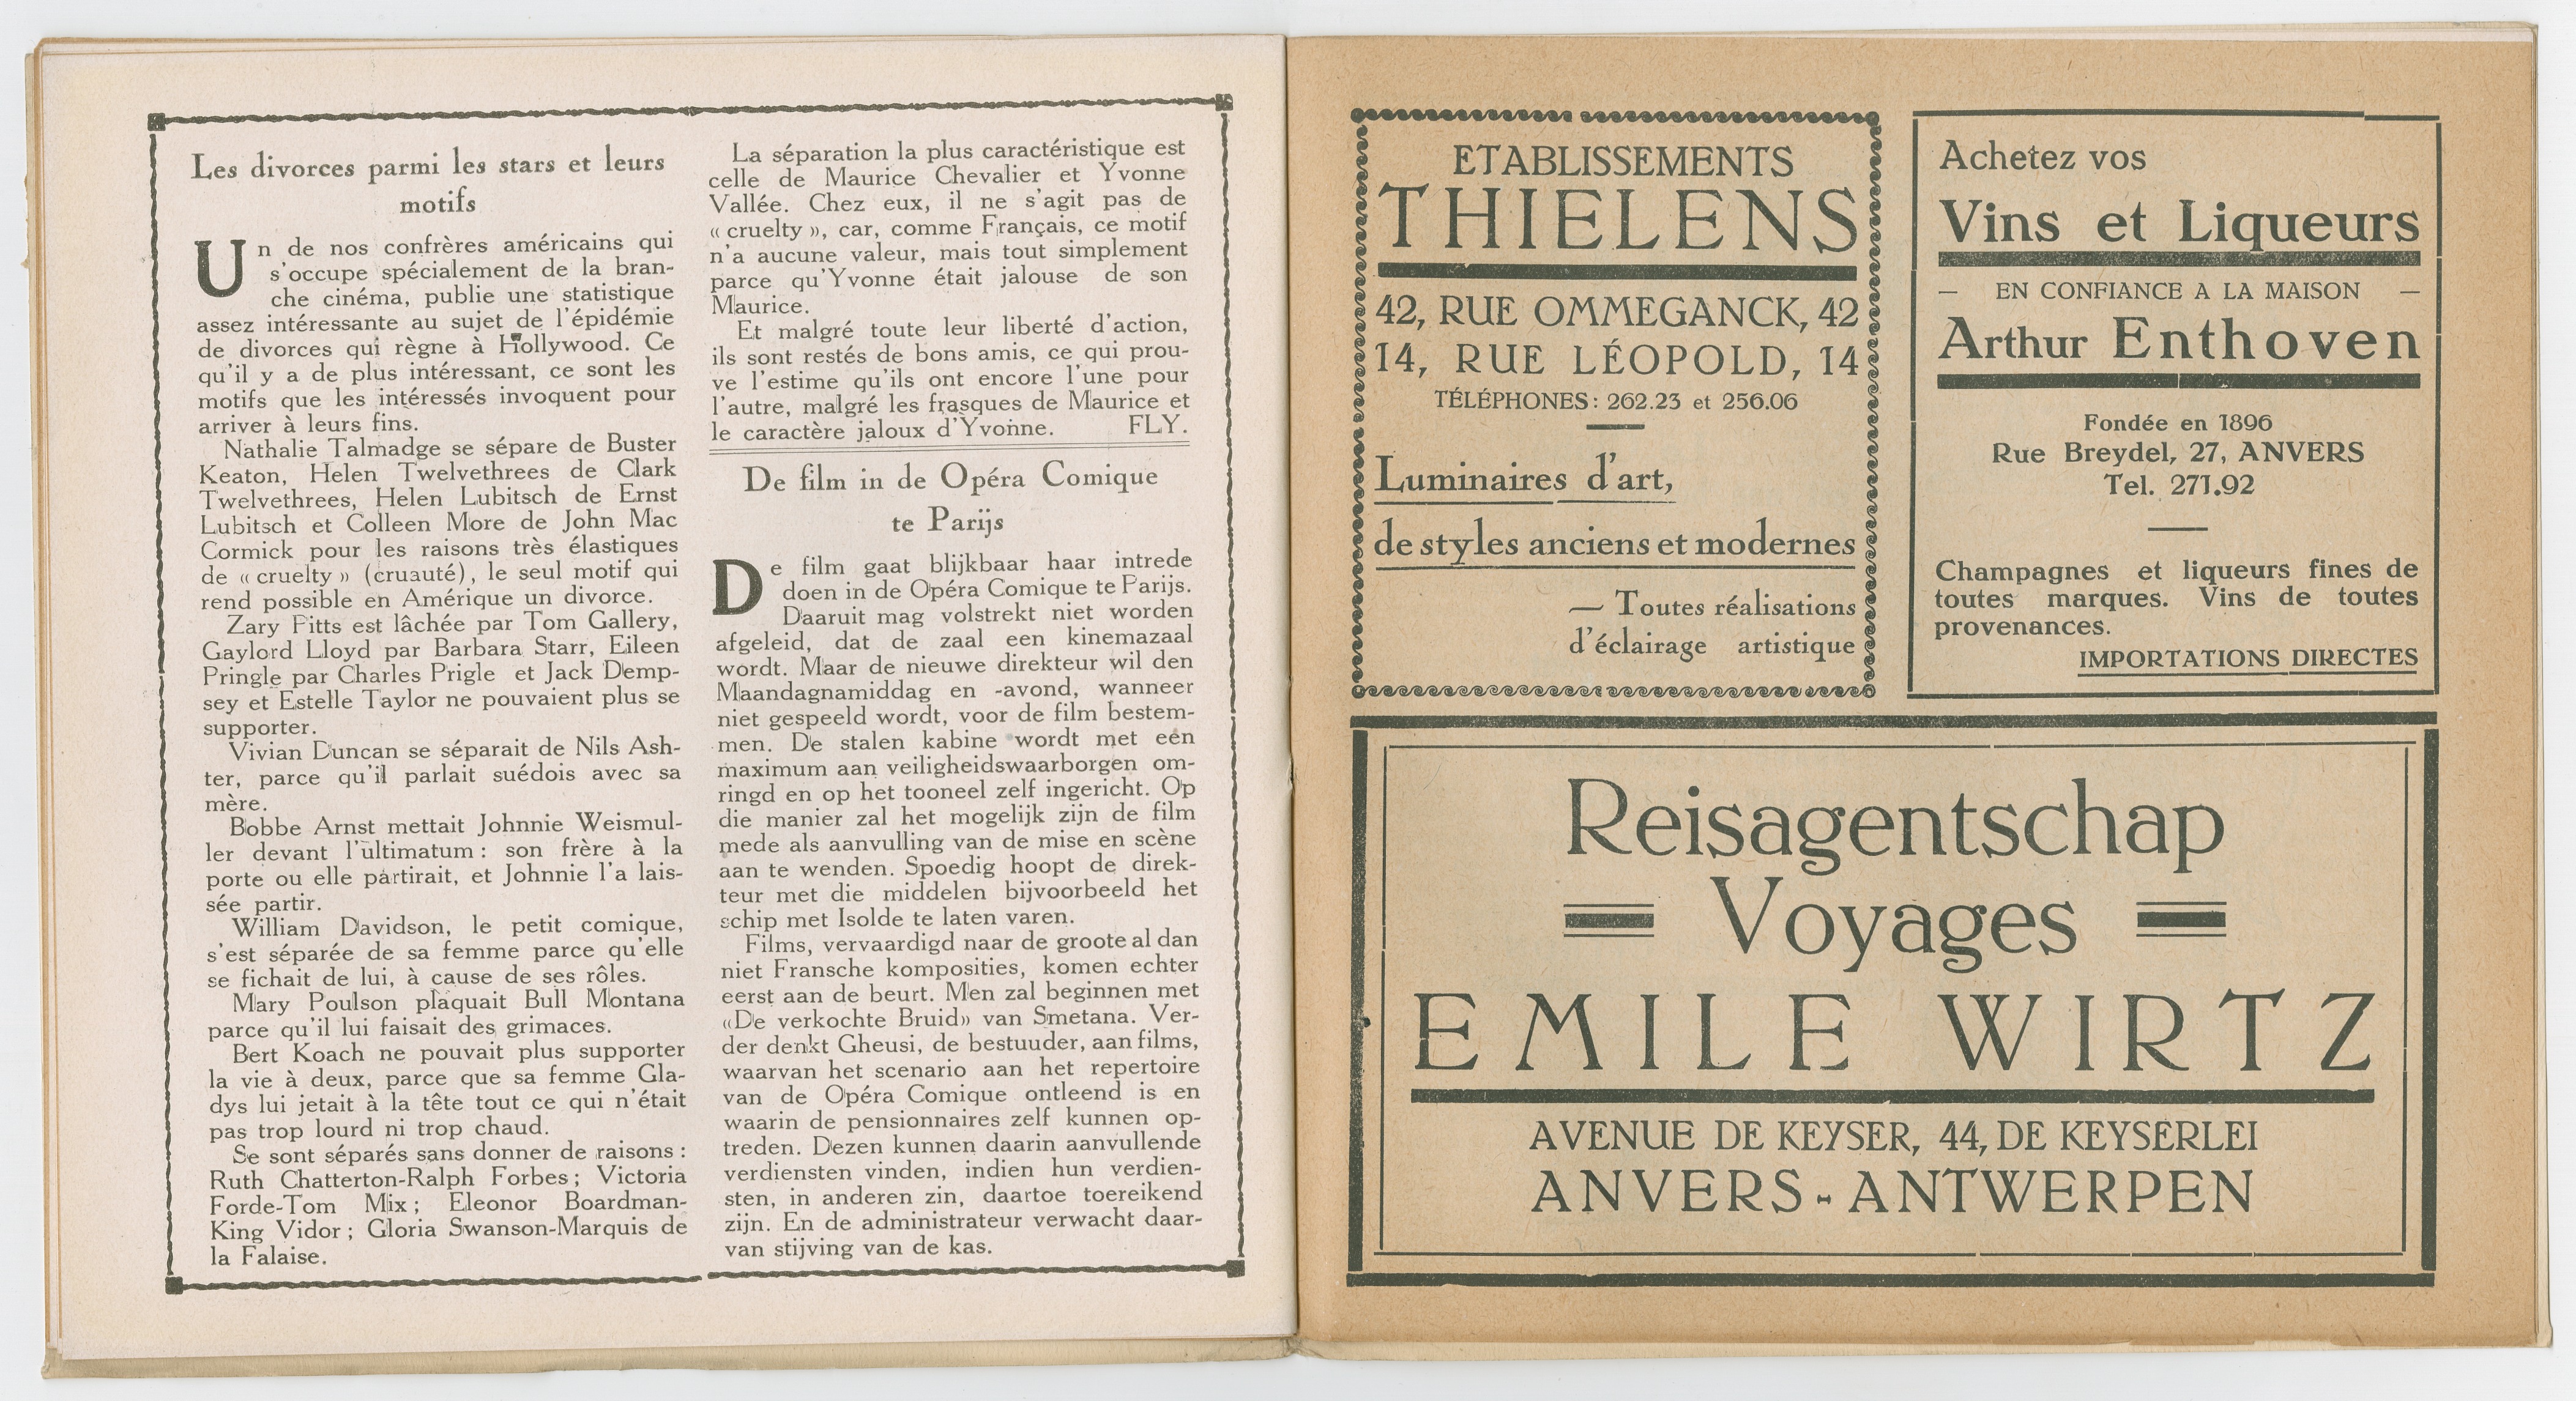 Les divorces parmi les stars et leurs
motifs
Un de nos confrères américains qui
s'occupe spécialement de la bran-
che cinéma, publie une statistique
assez intéressante au sujet de l'épidémie
de divorces qui règne à Hollywood. Ce
qu'il y a de plus intéressant, ce sont les
motifs que les intéressés invoquent pour
arriver à leurs fins.
Nathalie Talmadge se sépare de Buster
Keaton, Helen Twelvethrees de Clark
Twelvethrees, Helen Lubitsch de Ernst
Lubitsch et Colleen More de John Mac
Cormick pour les raisons très élastiques
de « cruelty » (cruauté), le seul motif qui
rend possible en Amérique un divorce.
Zary Pitts est lâchée par Tom Gallery,
Gaylord Lloyd par Barbara Starr, Eileen
Pringle par Charles Prigle et Jack Demp-
sey et Estelle Taylor ne pouvaient plus se
supporter.
Vivian Duncan se séparait de Nils Ash-
ter, parce qu'il parlait suédois avec sa
mère.
Bobbe Arnst mettait Johnnie Weismul-
ler devant l'ultimatum : son frère à la
porte ou elle partirait, et Johnnie l'a lais-
sée partir.
William Davidson, le petit comique,
s'est séparée de sa femme parce qu'elle
se fichait de lui, à cause de ses rôles.
Mary Poulson plaquait Bull Montana
parce qu'il lui faisait des grimaces.
Bert Koach ne pouvait plus supporter
la vie à deux, parce que sa femme Gla-
dys lui jetait à la tête tout ce qui n'était
pas trop lourd ni trop chaud.
Se sont séparés sans donner de raisons :
Ruth Chatterton-Ralph Forbes ; Victoria
Forde-Tom Mix ; Eleonor Boardman-
King Vidor ; Gloria Swanson-Marquis de
la Falaise.
La séparation la plus caractéristique est
celle de Maurice Chevalier et Yvonne
Vallée. Chez eux, il ne s'agit pas de
« cruelty », car, comme Français, ce motif
n'a aucune valeur, mais tout simplement
parce qu'Yvonne était jalouse de son
Maurice.
Et malgré toute leur liberté d'action,
ils sont restés de bons amis, ce qui prou-
ve l'estime qu'ils ont encore l'une pour
l'autre, malgré les frasques de Maurice et
le caractère jaloux d'Yvonne. FLY.
De film in de Opéra Comique
te Parijs
De film gaat blijkbaar haar intrede
doen in de Opéra Comique te Parijs.
Daaruit mag volstrekt niet worden
afgeleid, dat de zaal een kinemazaal
wordt. Maar de nieuwe direkteur wil den
Maandagnamiddag en -avond, wanneer
niet gespeeld wordt, voor de film bestem-
men. De stalen kabine wordt met een
maximum aan veiligheidswaarborgen om-
ringd en op het tooneel zelf ingericht. Op
die manier zal het mogelijk zijn de film
mede als aanvulling van de mise en scène
aan te wenden. Spoedig hoopt de direk-
teur met die middelen bijvoorbeeld het
schip met Isolde te laten varen.
Films, vervaardigd naar de groote al dan
niet Fransche komposities, komen echter
eerst aan de beurt. Men zal beginnen met
«De verkochte Bruid» van Smetana. Ver-
der denkt Gheusi, de bestuuder, aan films,
waarvan het scenario aan het repertoire
van de Opéra Comique ontleend is en
waarin de pensionnaires zelf kunnen op-
treden. Dezen kunnen daarin aanvullende
verdiensten vinden, indien hun verdien-
sten, in anderen zin, daartoe toereikend
zijn. En de administrateur verwacht daar-
van stijving van de kas.
ETABLISSEMENTS
THIELENS
42, RUE OMMEGANCK, 42
14, RUE LÉOPOLD, 14
TÉLÉPHONES : 262.23 et 256.06
Luminaires d'art,
de styles anciens et modernes
— Toutes réalisations
d'éclairage artistique
Achetez vos
Vins et Liqueurs
— EN CONFIANCE A LA MAISON —
Arthur Enthoven
Fondée en 1896
Rue Breydel, 27, ANVERS
Tel. 271.92
Champagnes et liqueurs fines de
toutes marques. Vins de toutes
provenances.
IMPORTATIONS DIRECTES
Reisagentschap
Voyages
EMILE WIRTZ
AVENUE DE KEYSER, 44, DE KEYSERLEI
ANVERS - ANTWERPEN